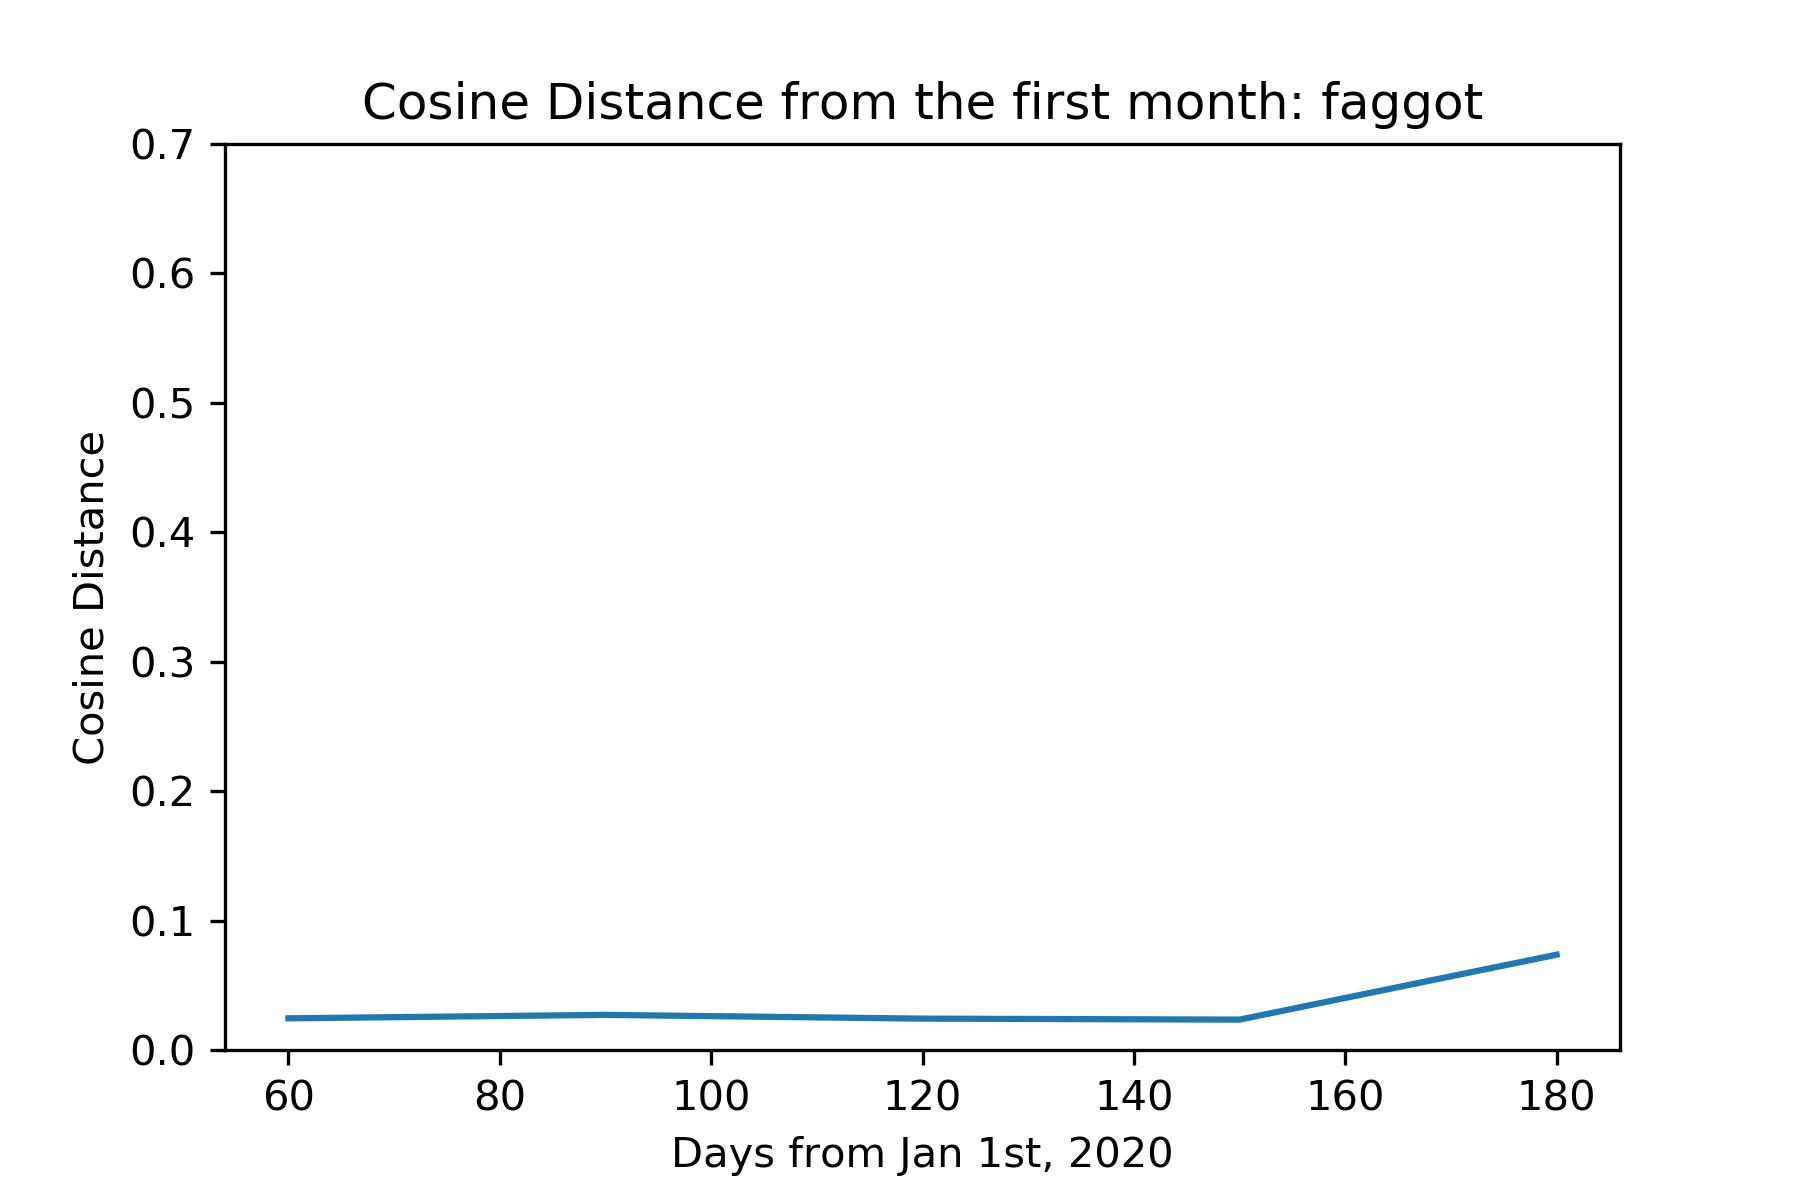 Cosine Distance from the first month: faggot
0.7
0.6
0.5
0.4
0.3
0.2
0.1
0.0
Cosine Distance
60 80 100 120 140 160 180
Days from Jan 1st, 2020